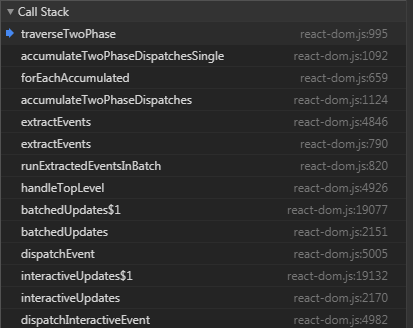 Call Stack
traverseTwoPhase react-dom.js:995
accumulateTwoPhaseDispatchesSingle react-dom.js:1092
forEachAccumulated react-dom.js:659
accumulateTwoPhaseDispatches react-dom.js:1124
extractEvents react-dom.js:4846
extractEvents react-dom.js:790
runExtractedEventsInBatch react-dom.js:820
handleTopLevel react-dom.js:4926
batchedUpdates$1 react-dom.js:19077
batchedUpdates react-dom.js:2151
dispatchEvent react-dom.js:5005
interactiveUpdates$1 react-dom.js:19132
interactiveUpdates react-dom.js:2170
dispatchInteractiveEvent react-dom.js:4982